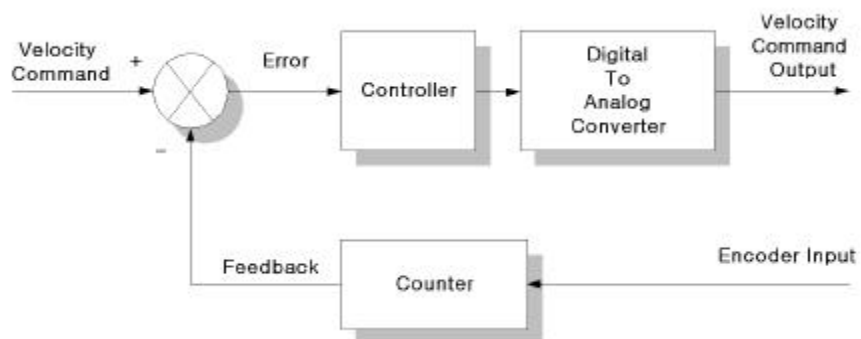 Velocity
Command
+
Error
Controller
Digital
To
Analog
Converter
Velocity
Command
Output
–
Feedback
Counter
Encoder Input